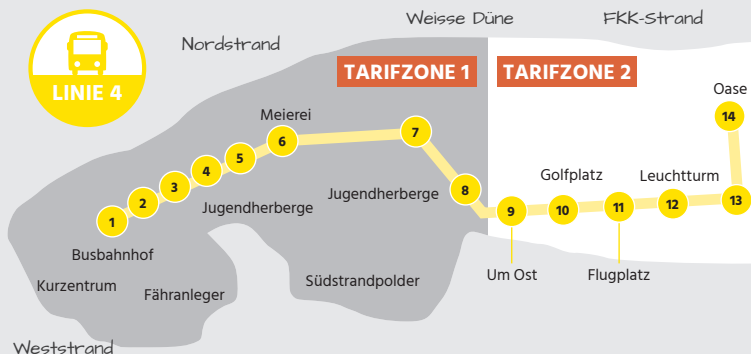 Weisse Düne
FKK-Strand
Nordstrand
LINIE 4
TARIFZONE 1
TARIFZONE 2
Oase
14
Meierei
7
6
5
4
3
2
1
8
Jugendherberge
Jugendherberge
Golfplatz
Leuchtturm
9
10
11
12
13
Busbahnhof
Kurzentrum
Fähranleger
Südstrandpolder
Um Ost
Flugplatz
Weststrand